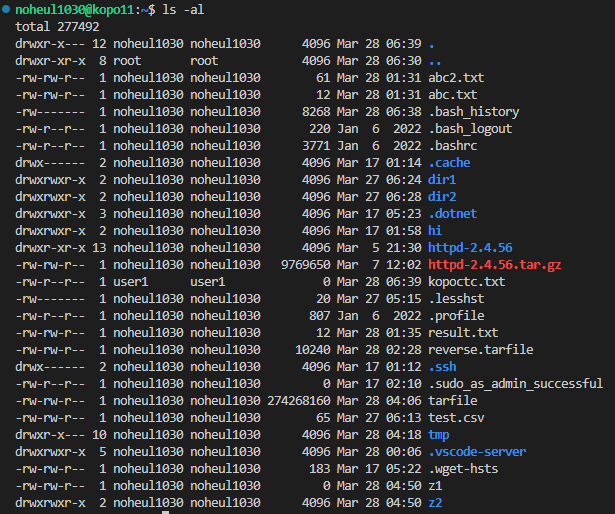 noheul1030@kopo11:~$ ls -al
total 277492
drwxr-x--- 12 noheul1030 noheul1030      4096 Mar 28 06:39 .
drwxr-xr-x  8 root       root            4096 Mar 28 06:30 ..
-rw-rw-r--  1 noheul1030 noheul1030        61 Mar 28 01:31 abc2.txt
-rw-rw-r--  1 noheul1030 noheul1030        12 Mar 28 01:31 abc.txt
-rw-------  1 noheul1030 noheul1030      8268 Mar 28 06:38 .bash_history
-rw-r--r--  1 noheul1030 noheul1030       220 Jan  6  2022 .bash_logout
-rw-r--r--  1 noheul1030 noheul1030      3771 Jan  6  2022 .bashrc
drwx------  2 noheul1030 noheul1030      4096 Mar 17 01:14 .cache
drwxrwxr-x  2 noheul1030 noheul1030      4096 Mar 27 06:24 dir1
drwxrwxr-x  2 noheul1030 noheul1030      4096 Mar 27 06:28 dir2
drwxrwxr-x  3 noheul1030 noheul1030      4096 Mar 17 05:23 .dotnet
drwxrwxr-x  2 noheul1030 noheul1030      4096 Mar 17 01:58 hi
drwxr-xr-x 13 noheul1030 noheul1030      4096 Mar  5 21:30 httpd-2.4.56
-rw-rw-r--  1 noheul1030 noheul1030   9769650 Mar  7 12:02 httpd-2.4.56.tar.gz
-rw-r--r--  1 user1      user1              0 Mar 28 06:39 kopoctc.txt
-rw-------  1 noheul1030 noheul1030        20 Mar 27 05:15 .lesshst
-rw-r--r--  1 noheul1030 noheul1030       807 Jan  6  2022 .profile
-rw-rw-r--  1 noheul1030 noheul1030        12 Mar 28 01:35 result.txt
-rw-rw-r--  1 noheul1030 noheul1030     10240 Mar 28 02:28 reverse.tarfile
drwx------  2 noheul1030 noheul1030      4096 Mar 17 01:12 .ssh
-rw-r--r--  1 noheul1030 noheul1030         0 Mar 17 02:10 .sudo_as_admin_successful
-rw-rw-r--  1 noheul1030 noheul1030 274268160 Mar 28 04:06 tarfile
-rw-rw-r--  1 noheul1030 noheul1030        65 Mar 27 06:13 test.csv
drwxr-x--- 10 noheul1030 noheul1030      4096 Mar 28 04:18 tmp
drwxrwxr-x  5 noheul1030 noheul1030      4096 Mar 28 00:06 .vscode-server
-rw-rw-r--  1 noheul1030 noheul1030       183 Mar 17 05:22 .wget-hsts
-rw-rw-r--  1 noheul1030 noheul1030         0 Mar 28 04:50 z1
drwxrwxr-x  2 noheul1030 noheul1030      4096 Mar 28 04:50 z2